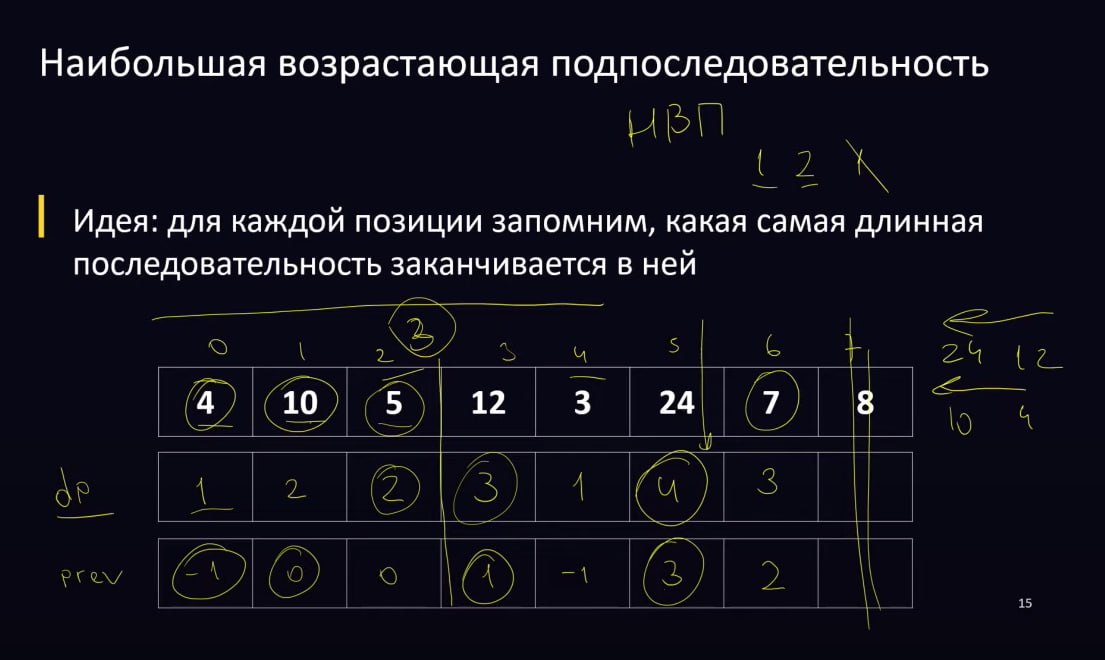 Наибольшая возрастающая подпоследовательность
НВП
1 2 1
Идея: для каждой позиции запомним, какая самая длинная
последовательность заканчивается в ней
3
0 1 2 3 4 5 6 7
24 12
4 10 5 12 3 24 7 8
10 4
dp 1 2 2 3 1 4 3
prev -1 0 0 1 -1 3 2
15